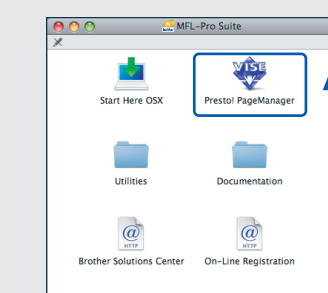 MFL-Pro Suite
Start Here OSX
VISE
Presto! PageManager
Utilities
Documentation
@
HTTP
Brother Solutions Center
@
HTTP
On-Line Registration